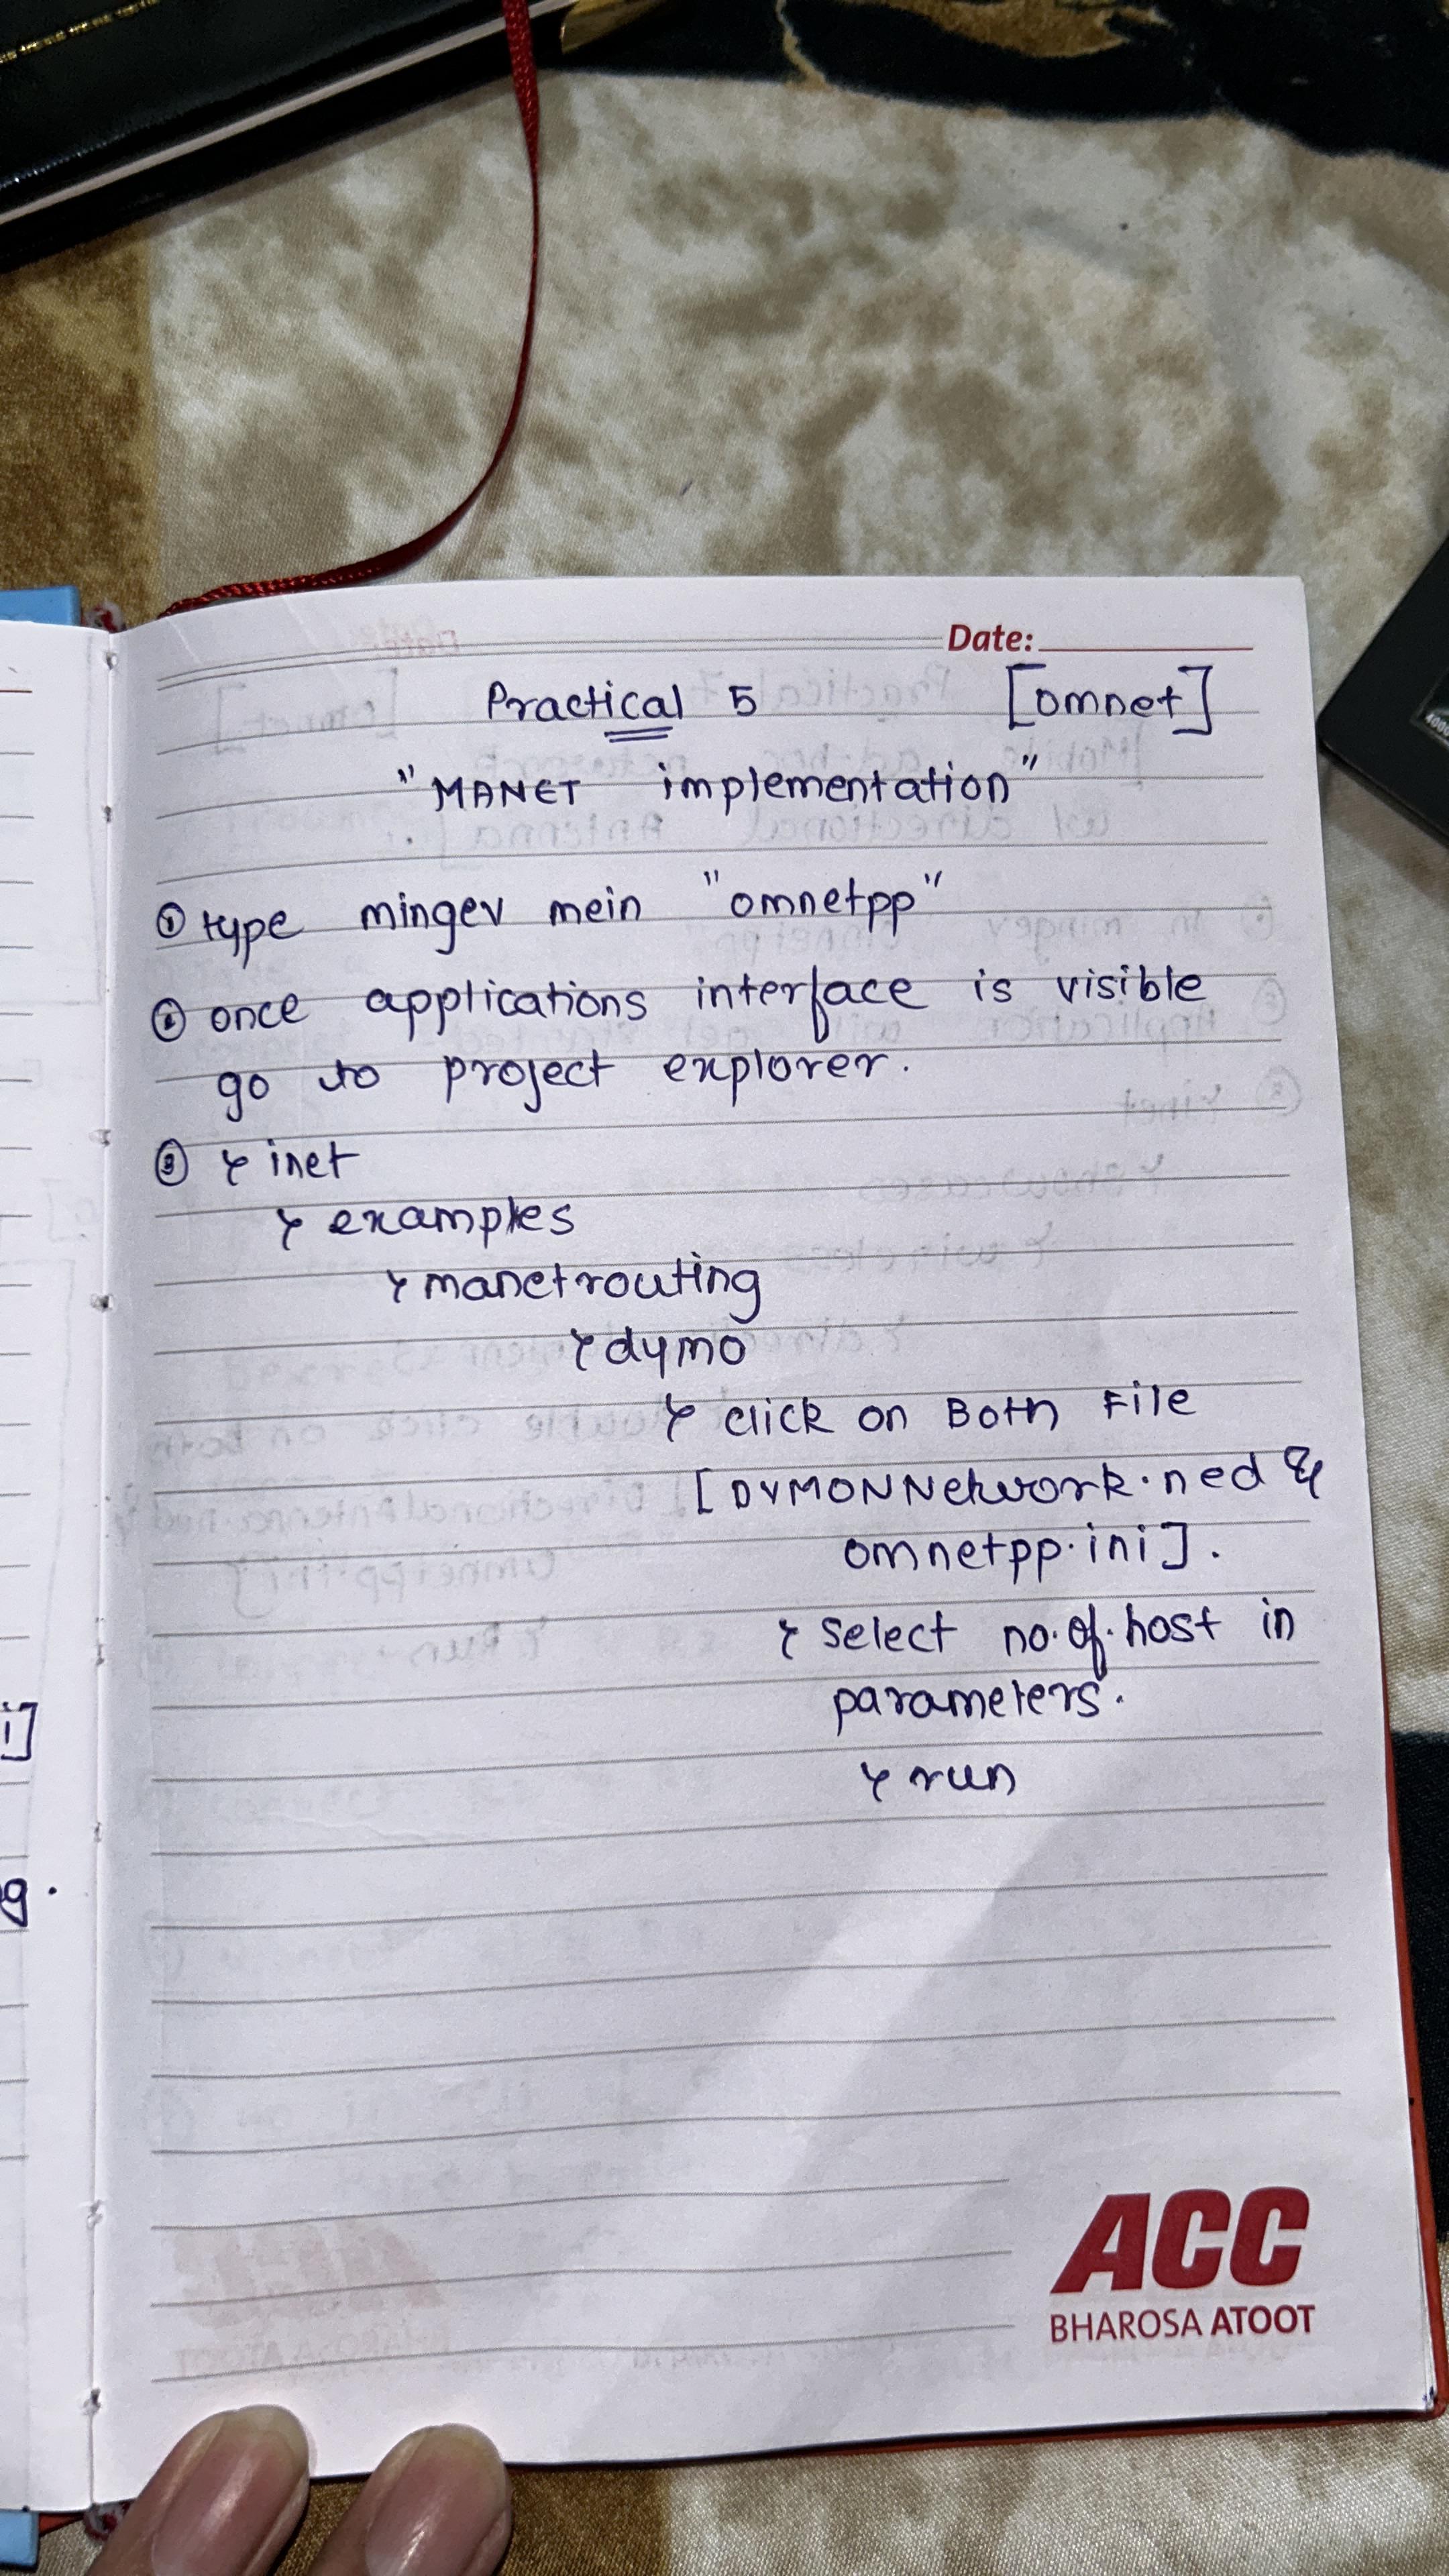 Date:
Practical 5 [omnet]
"MANET implementation"
① type mingev mein "omnetpp"
② once applications interface is visible
go to project explorer.
③ inet
examples
manetrouting
dymo
click on Both File
[DYMONNetwork.ned &
omnetpp.ini].
Select no.of.host in
parameters.
run
i]
g.
ACC
BHAROSA ATOOT